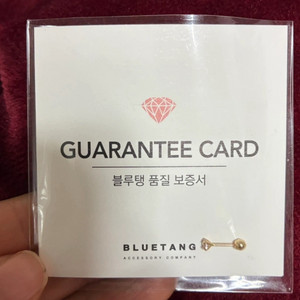 GUARANTEE CARD
블루탱 품질 보증서
BLUETANG
ACCESSORY COMPANY